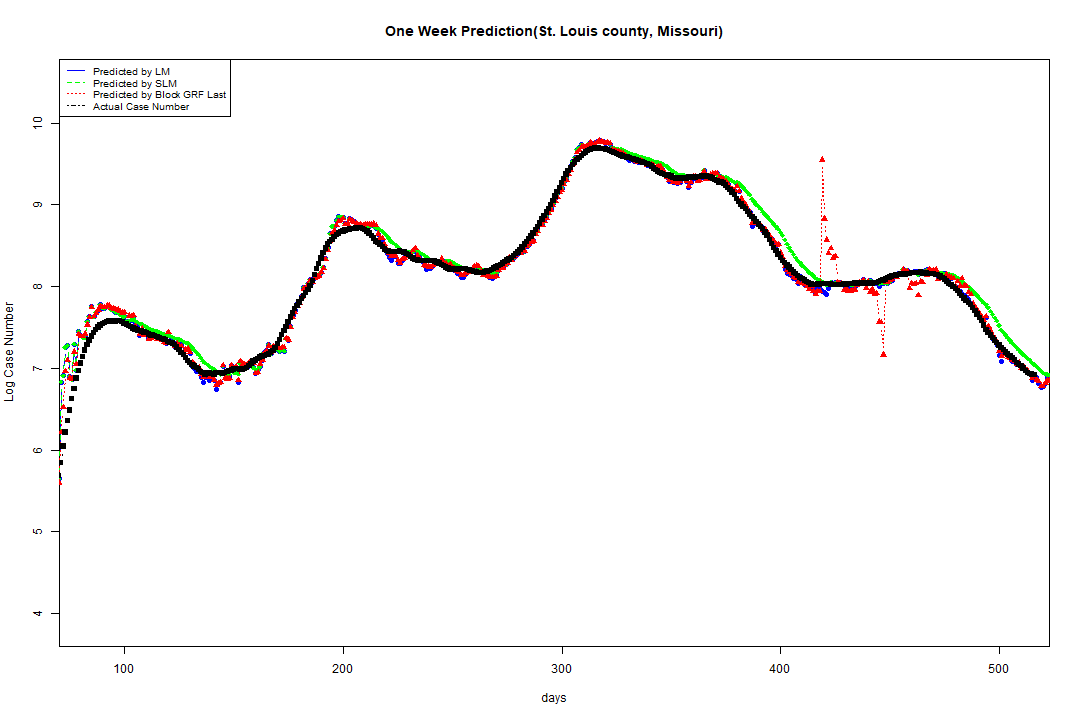 One Week Prediction(St. Louis county, Missouri)
Predicted by LM
Predicted by SLM
Predicted by Block GRF Last
Actual Case Number
10
9
8
7
6
5
4
Log Case Number
100 200 300 400 500
days